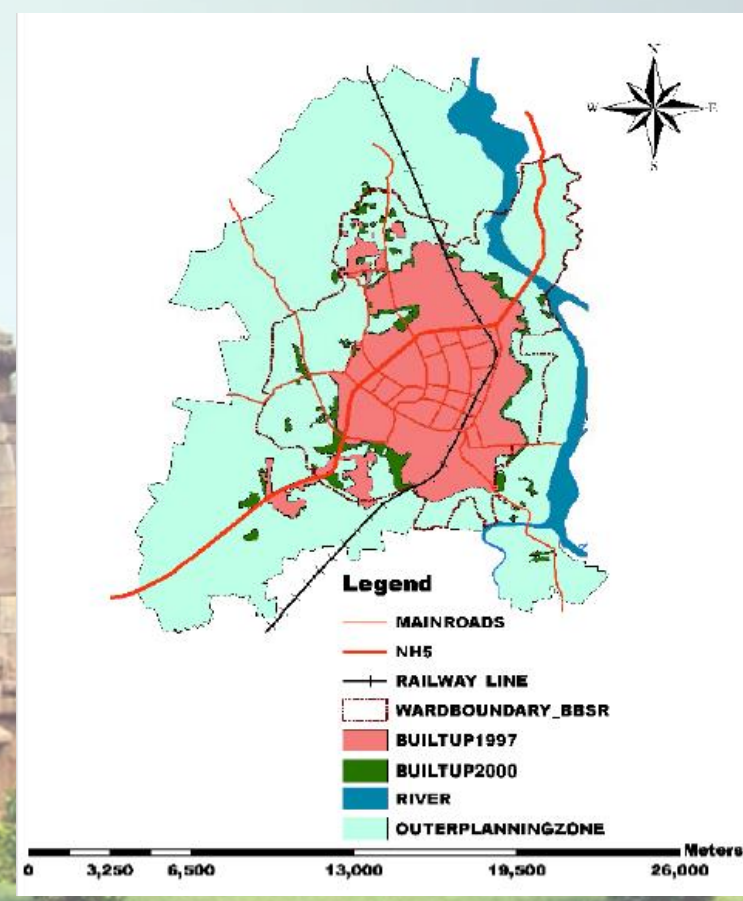 N
W E
S
Legend
MAINROADS
NH5
RAILWAY LINE
WARDBOUNDARY_BBSR
BUILTUP1997
BUILTUP2000
RIVER
OUTERPLANNINGZONE
Meters
0 3,250 6,500 13,000 19,500 26,000